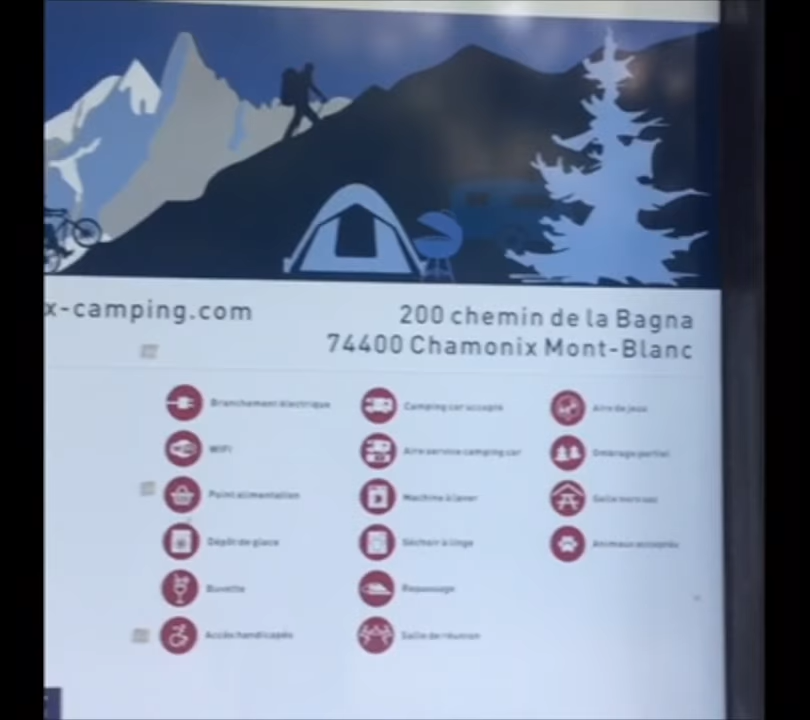 x-camping.com
200 chemin de la Bagna
74400 Chamonix Mont-Blanc
Branchement électrique
WIFI
Point alimentation
Dépôt de glace
Buvette
Accès handicapés
Camping car accepté
Aire service camping car
Machine à laver
Séchoir à linge
Repassage
Salle de réunion
Aire de jeux
Ombrage partiel
Salle hors sac
Animaux acceptés